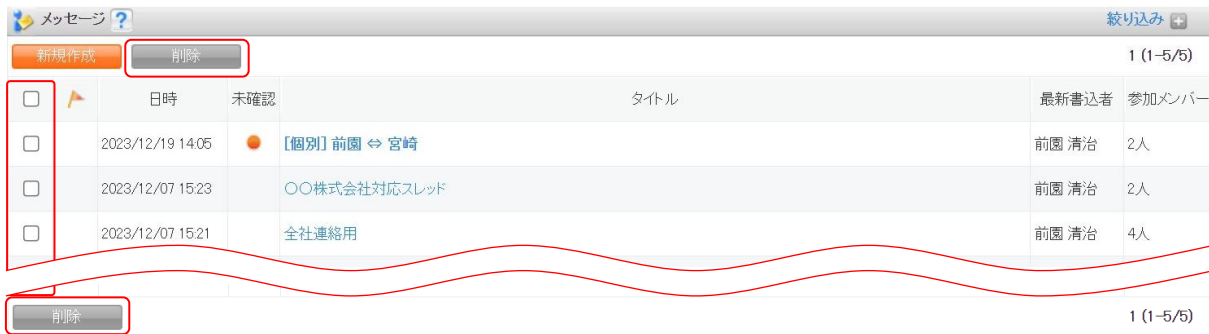 メッセージ ? 絞り込み
新規作成 削除 1 (1-5/5)
日時 未確認 タイトル 最新書込者 参加メンバー
2023/12/19 14:05 [個別] 前園 ⇔ 宮崎 前園 清治 2人
2023/12/07 15:23 〇〇株式会社対応スレッド 前園 清治 2人
2023/12/07 15:21 全社連絡用 前園 清治 4人
削除 1 (1-5/5)